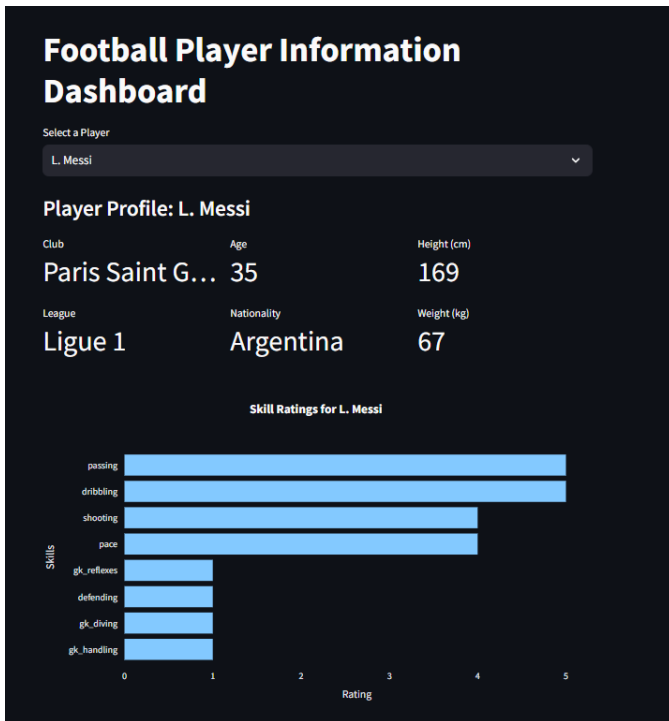 Football Player Information
Dashboard
Select a Player
L. Messi
Player Profile: L. Messi
Club
Age
Height (cm)
Paris Saint G...
35
169
League
Nationality
Weight (kg)
Ligue 1
Argentina
67
Skill Ratings for L. Messi
Skills
passing
dribbling
shooting
pace
gk_reflexes
defending
gk_diving
gk_handling
0 1 2 3 4 5
Rating